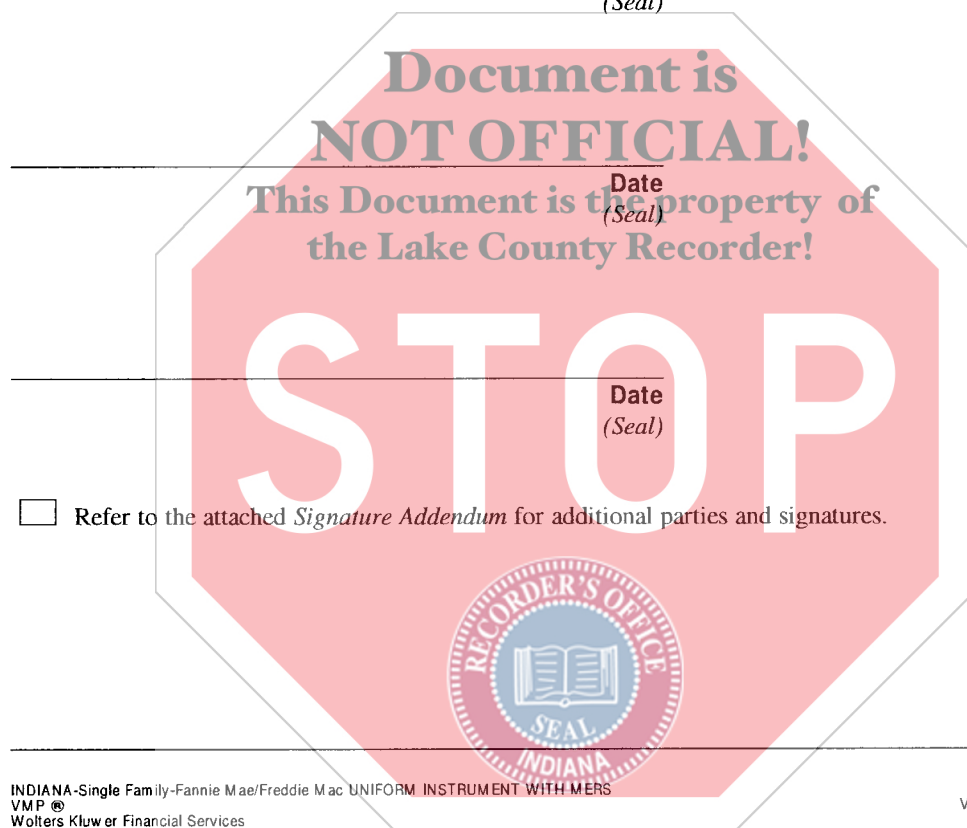 (Seal)
Document is
NOT OFFICIAL!
Date
This Document is the property of
(Seal)
the Lake County Recorder!
STOP
Date
(Seal)
Refer to the attached Signature Addendum for additional parties and signatures.
RECORDER'S OFFICE
SEAL
INDIANA
INDIANA-Single Family-Fannie Mae/Freddie Mac UNIFORM INSTRUMENT WITH MERS
VMP ®
Wolters Kluwer Financial Services